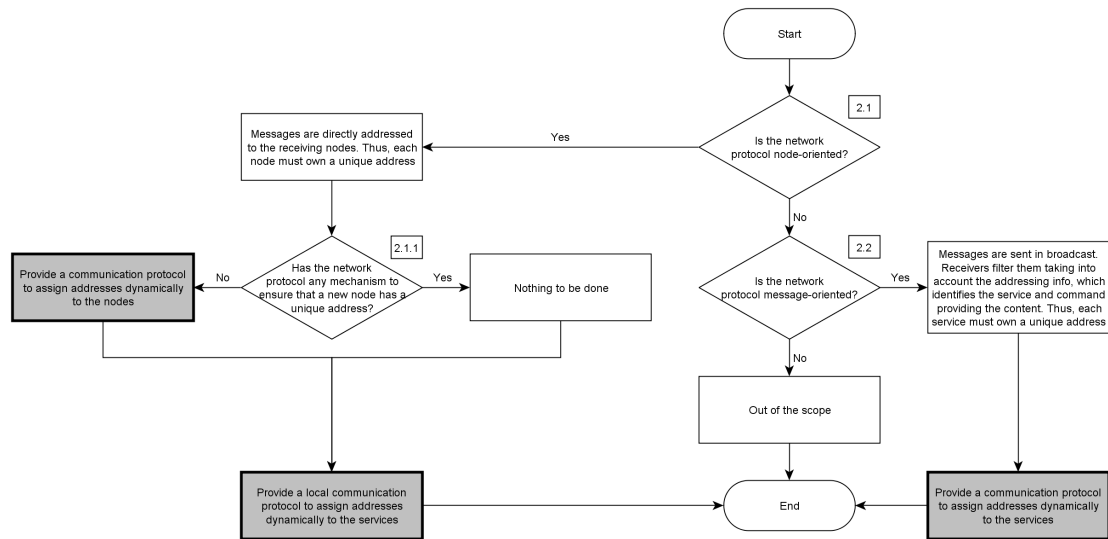 Start
2.1
Is the network
protocol node-oriented?
Yes
Messages are directly addressed
to the receiving nodes. Thus, each
node must own a unique address
No
2.1.1
Has the network
protocol any mechanism to
ensure that a new node has a
unique address?
No
Provide a communication protocol
to assign addresses dynamically
to the nodes
Yes
Nothing to be done
2.2
Is the network
protocol message-oriented?
Yes
Messages are sent in broadcast.
Receivers filter them taking into
account the addressing info, which
identifies the service and command
providing the content. Thus, each
service must own a unique address
No
Out of the scope
Provide a local communication
protocol to assign addresses
dynamically to the services
End
Provide a communication protocol
to assign addresses dynamically
to the services